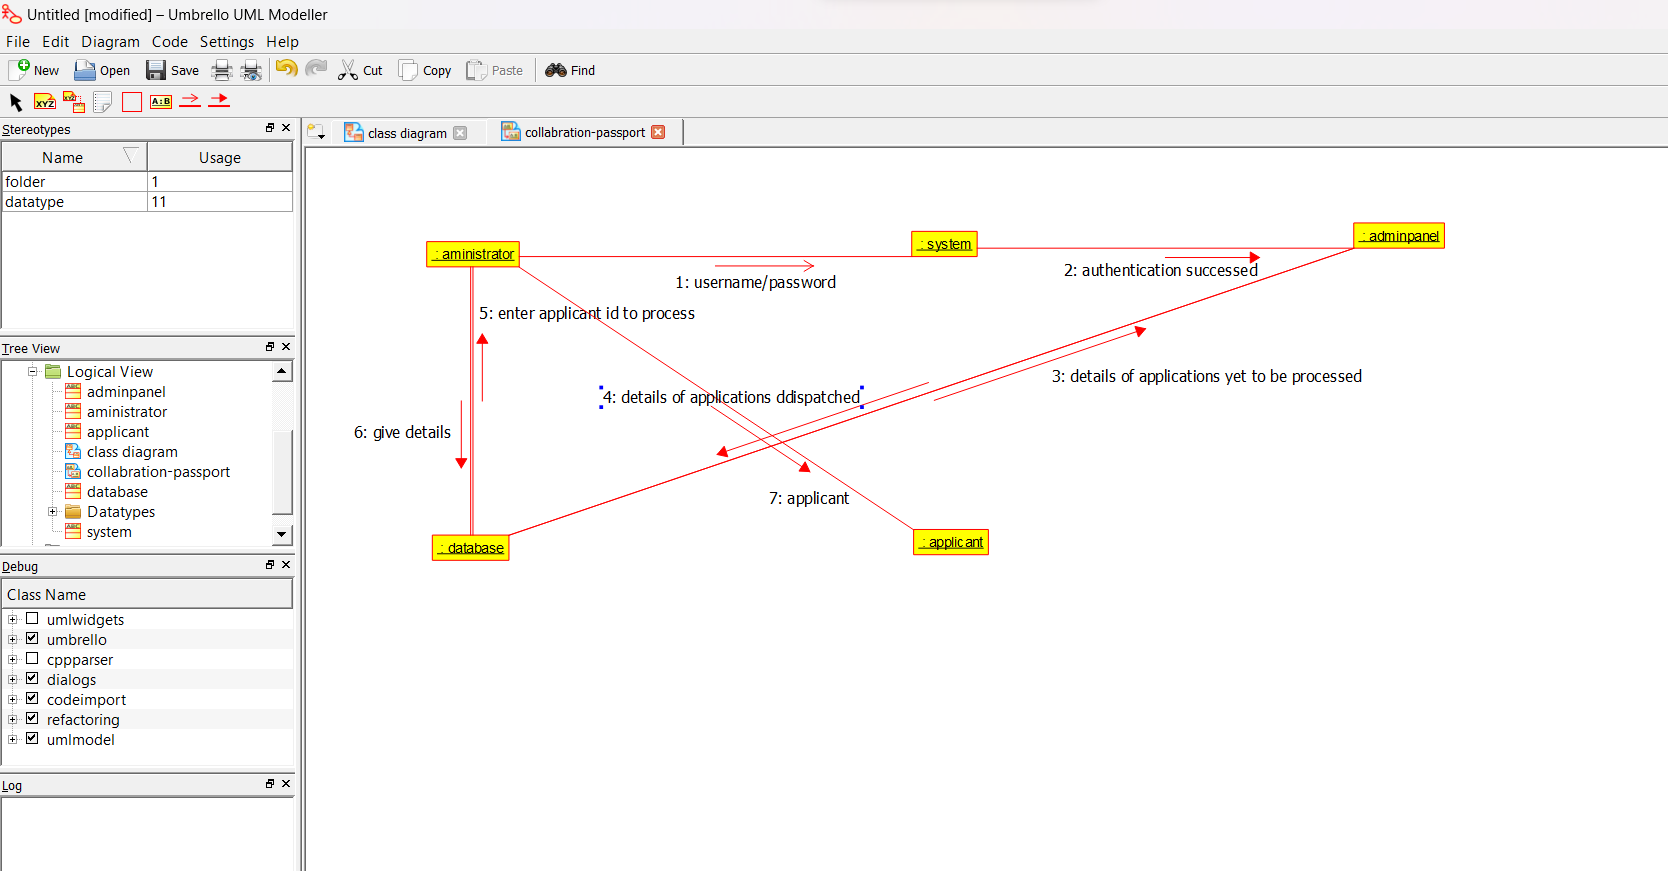 Untitled [modified] – Umbrello UML Modeller
File Edit Diagram Code Settings Help
New Open Save Cut Copy Paste Find
XYZ XYZ A:B
Stereotypes
Name Usage
folder 1
datatype 11
Tree View
Logical View
adminpanel
aministrator
applicant
class diagram
collabration-passport
database
Datatypes
system
Debug
Class Name
umlwidgets
umbrello
cppparser
dialogs
codeimport
refactoring
umlmodel
Log
class diagram collabration-passport
: aministrator
: system
: adminpanel
1: username/password
2: authentication successed
5: enter applicant id to process
3: details of applications yet to be processed
4: details of applications ddispatched
6: give details
7: applicant
: database
: applicant